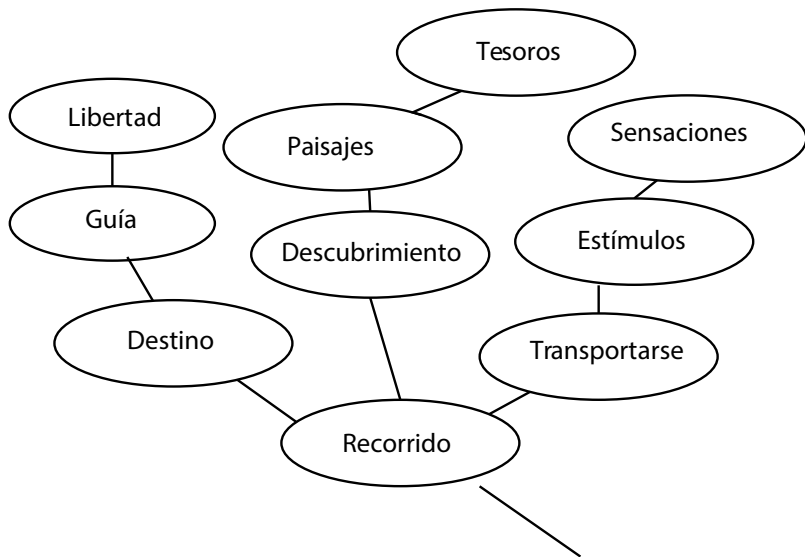 Tesoros
Libertad
Paisajes
Sensaciones
Guía
Descubrimiento
Estímulos
Destino
Transportarse
Recorrido